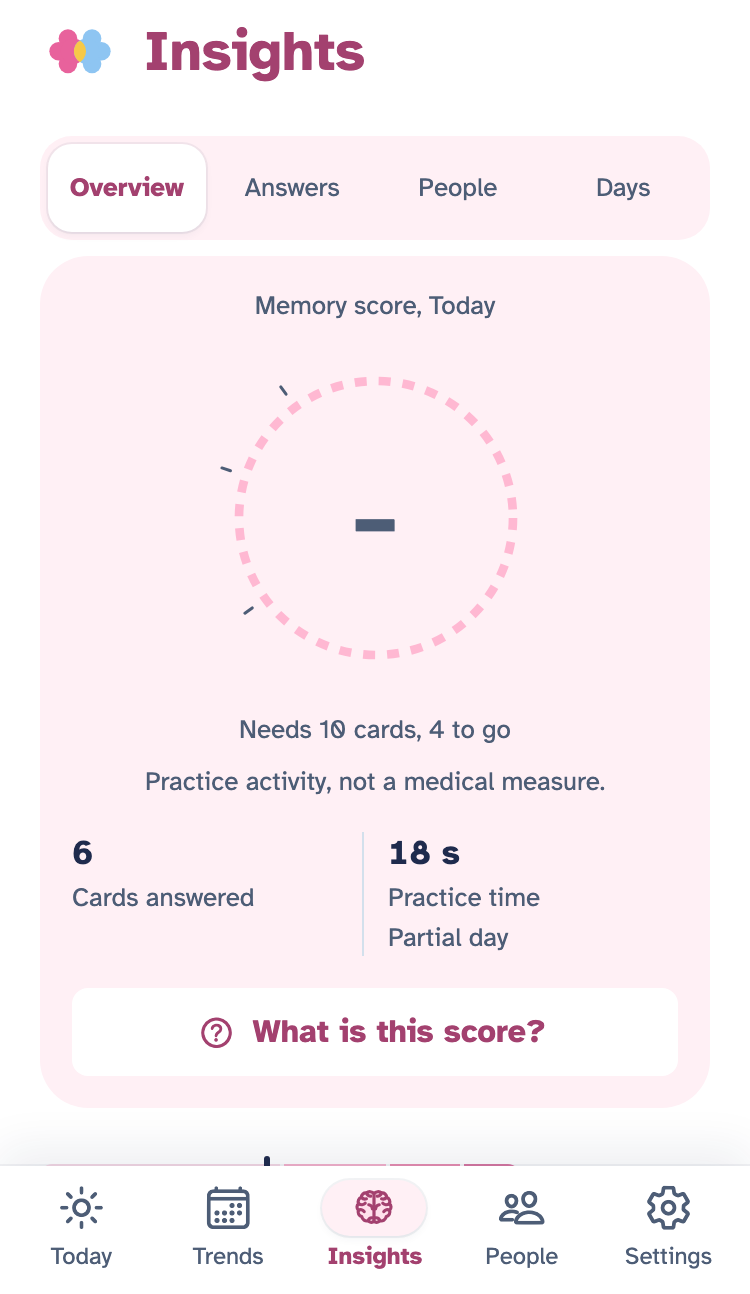 Insights
Overview Answers People Days
Memory score, Today
–
Needs 10 cards, 4 to go
Practice activity, not a medical measure.
6
Cards answered
18 s
Practice time
Partial day
What is this score?
Today Trends Insights People Settings